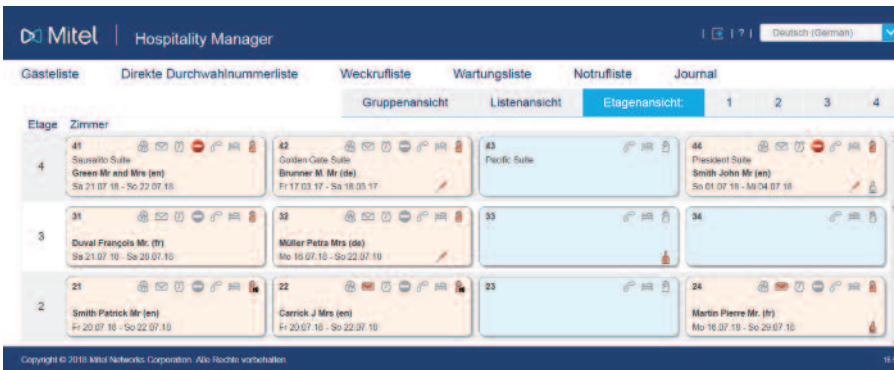 Mitel | Hospitality Manager
| ? | Deutsch (German)
Gästeliste Direkte Durchwahlnummerliste Weckrufliste Wartungsliste Notrufliste Journal
Gruppenansicht Listenansicht Etagenansicht: 1 2 3 4
Etage Zimmer
4
41
Sausalito Suite
Green Mr and Mrs (en)
Sa 21.07.18 - So 22.07.18
42
Golden Gate Suite
Brunner M. Mr (de)
Fr 17.03.17 - Sa 18.03.17
43
Pacific Suite
44
President Suite
Smith John Mr (en)
So 01.07.18 - Mi 04.07.18
3
31
Duval François Mr. (fr)
Sa 21.07.18 - Sa 28.07.18
32
Müller Petra Mrs (de)
Mo 16.07.18 - So 22.07.18
33
34
2
21
Smith Patrick Mr (en)
Fr 20.07.18 - So 22.07.18
22
Carrick J Mrs (en)
Fr 20.07.18 - So 22.07.18
23
24
Martin Pierre Mr. (fr)
Mo 16.07.18 - So 29.07.18
Copyright © 2018 Mitel Networks Corporation. Alle Rechte vorbehalten.